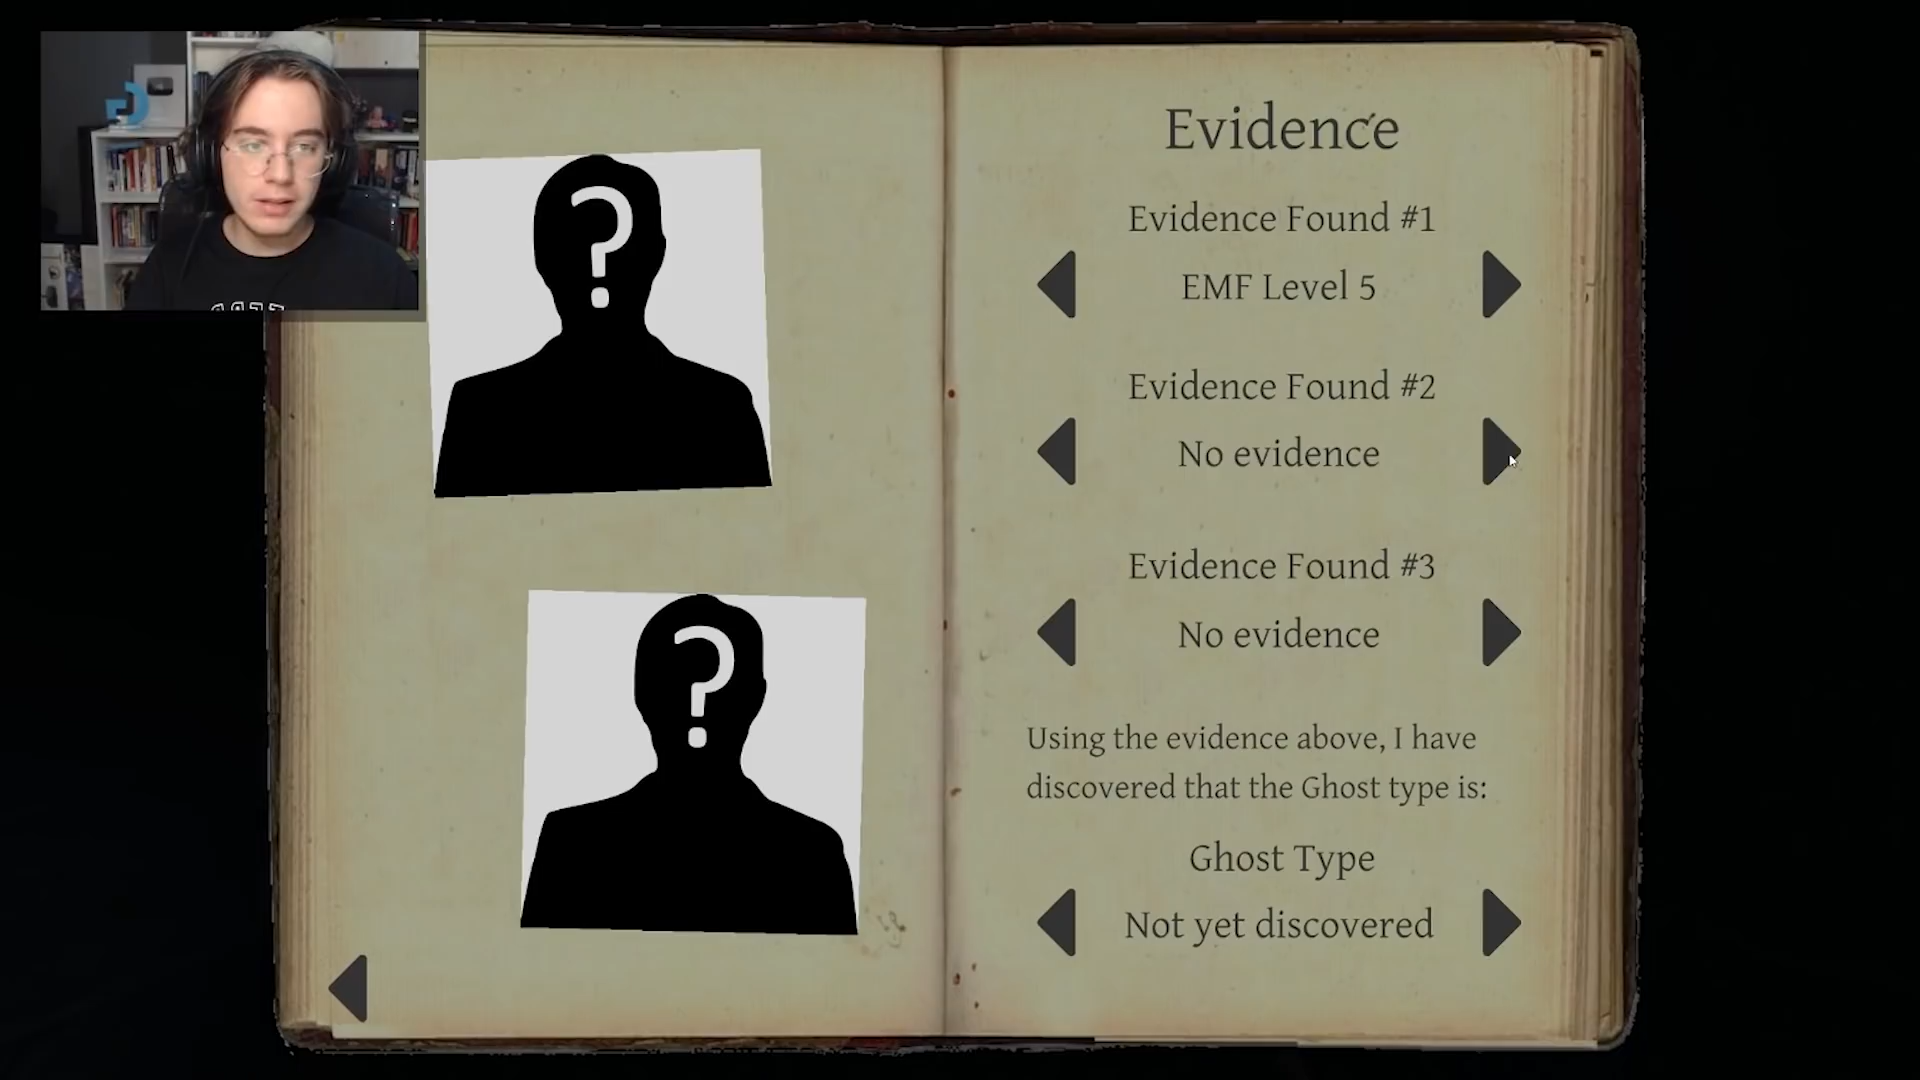 Evidence
Evidence Found #1
EMF Level 5
Evidence Found #2
No evidence
Evidence Found #3
No evidence
Using the evidence above, I have
discovered that the Ghost type is:
Ghost Type
Not yet discovered
?
?